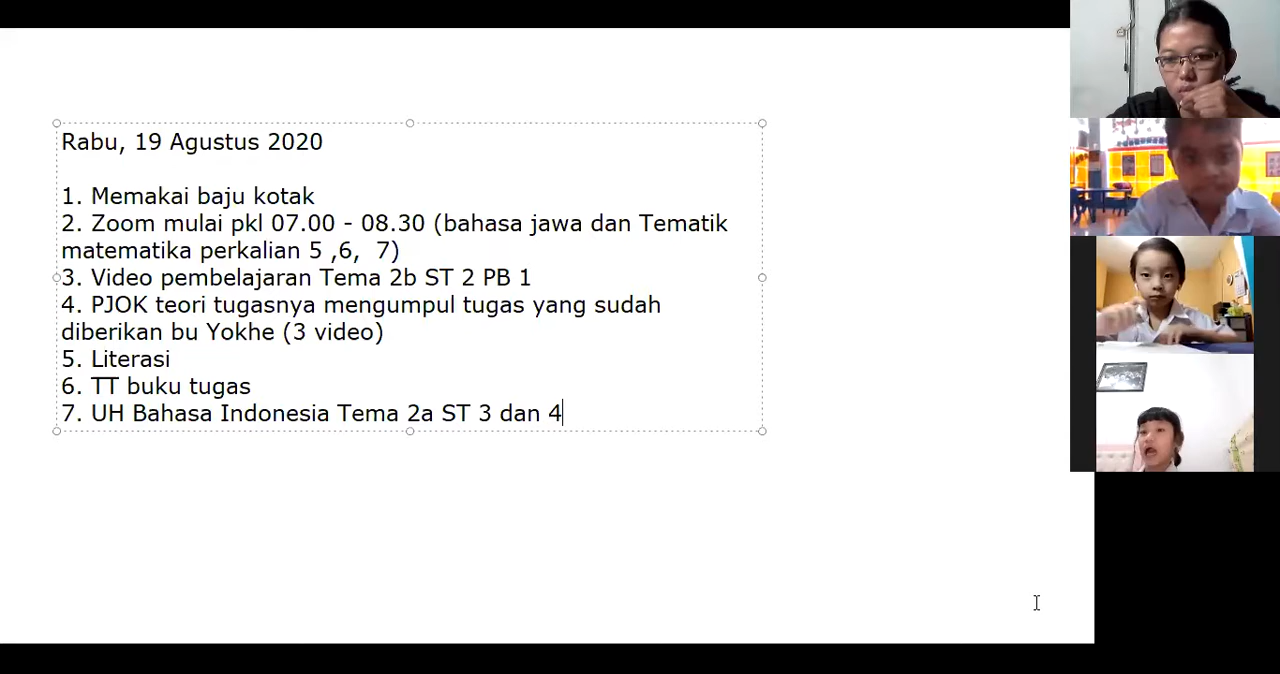 Rabu, 19 Agustus 2020
1. Memakai baju kotak
2. Zoom mulai pkl 07.00 - 08.30 (bahasa jawa dan Tematik
matematika perkalian 5 ,6,  7)
3. Video pembelajaran Tema 2b ST 2 PB 1
4. PJOK teori tugasnya mengumpul tugas yang sudah
diberikan bu Yokhe (3 video)
5. Literasi
6. TT buku tugas
7. UH Bahasa Indonesia Tema 2a ST 3 dan 4